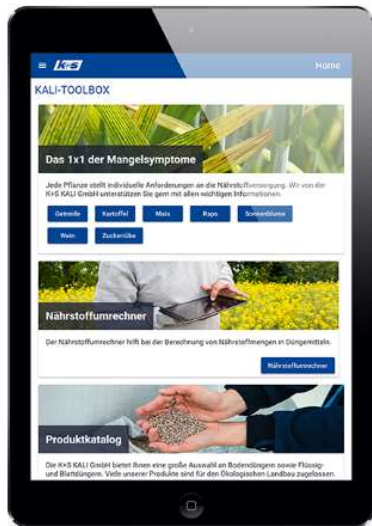 K+S
Home
KALI-TOOLBOX
Das 1x1 der Mangelsymptome
Jede Pflanze stellt individuelle Anforderungen an die Nährstoffversorgung. Wir von der
K+S KALI GmbH unterstützen Sie gern mit allen wichtigen Informationen.
Getreide Kartoffel Mais Raps Sonnenblume
Wein Zuckerrübe
Nährstoffumrechner
Der Nährstoffumrechner hilft bei der Berechnung von Nährstoffmengen in Düngemitteln.
Nährstoffumrechner
Produktkatalog
Die K+S KALI GmbH bietet Ihnen eine große Auswahl an Bodendüngern sowie Flüssig-
und Blattdüngern. Viele unserer Produkte sind für den Ökologischen Landbau zugelassen.